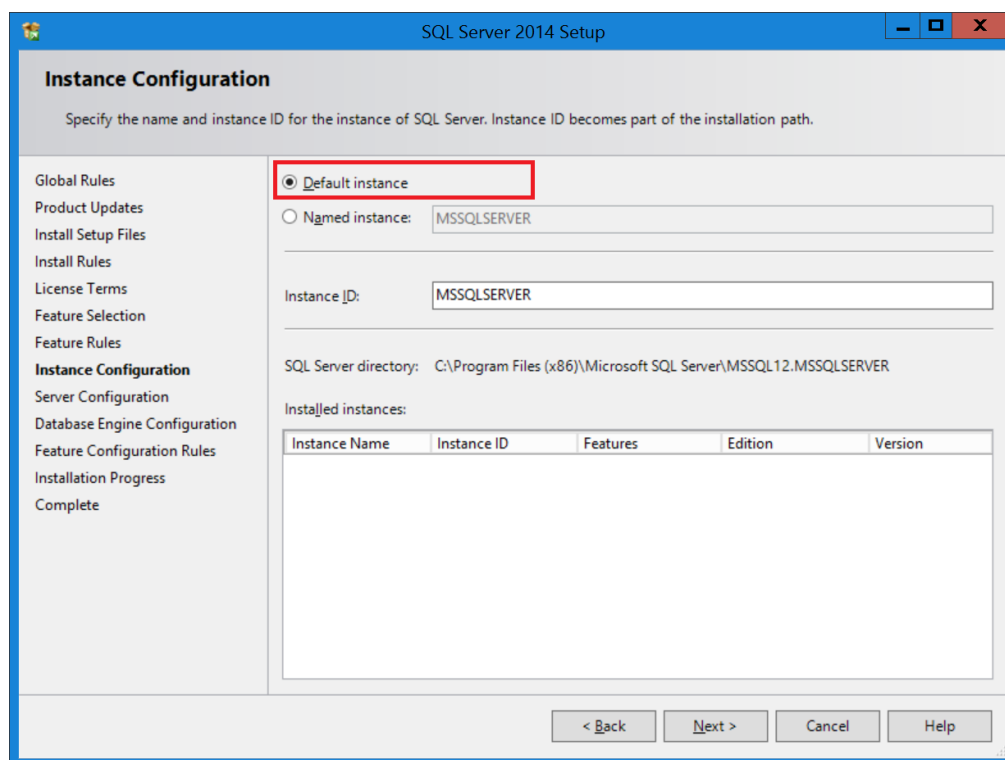 SQL Server 2014 Setup
Instance Configuration
Specify the name and instance ID for the instance of SQL Server. Instance ID becomes part of the installation path.
Global Rules
Product Updates
Install Setup Files
Install Rules
License Terms
Feature Selection
Feature Rules
Instance Configuration
Server Configuration
Database Engine Configuration
Feature Configuration Rules
Installation Progress
Complete
Default instance
Named instance: MSSQLSERVER
Instance ID: MSSQLSERVER
SQL Server directory: C:\Program Files (x86)\Microsoft SQL Server\MSSQL12.MSSQLSERVER
Installed instances:
Instance Name Instance ID Features Edition Version
< Back Next > Cancel Help